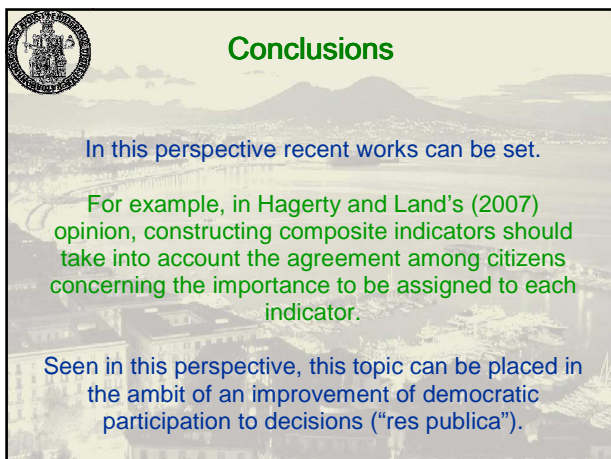 Conclusions
In this perspective recent works can be set.
For example, in Hagerty and Land's (2007)
opinion, constructing composite indicators should
take into account the agreement among citizens
concerning the importance to be assigned to each
indicator.
Seen in this perspective, this topic can be placed in
the ambit of an improvement of democratic
participation to decisions (“res publica”).